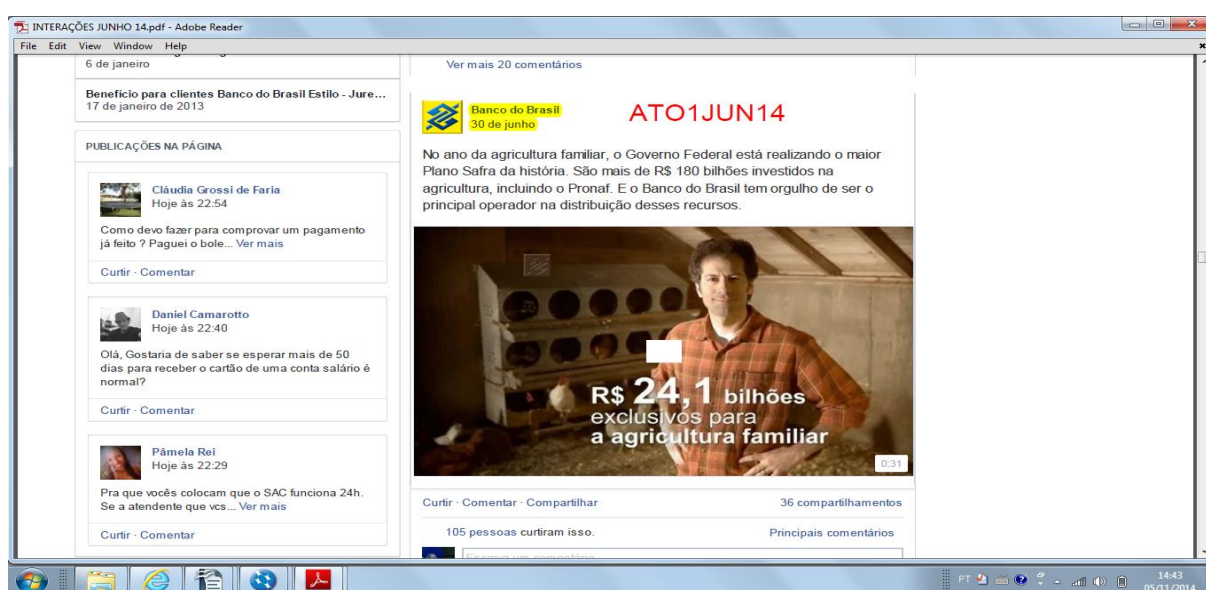 INTERAÇÕES JUNHO 14.pdf - Adobe Reader
File Edit View Window Help
6 de janeiro
Benefício para clientes Banco do Brasil Estilo - Jure...
17 de janeiro de 2013
PUBLICAÇÕES NA PÁGINA
Cláudia Grossi de Faria
Hoje às 22:54
Como devo fazer para comprovar um pagamento
já feito ? Paguei o bole... Ver mais
Curtir · Comentar
Daniel Camarotto
Hoje às 22:40
Olá, Gostaria de saber se esperar mais de 50
dias para receber o cartão de uma conta salário é
normal?
Curtir · Comentar
Pâmela Rei
Hoje às 22:29
Pra que vocês colocam que o SAC funciona 24h.
Se a atendente que vcs... Ver mais
Curtir · Comentar
Ver mais 20 comentários
Banco do Brasil
30 de junho
ATO1JUN14
No ano da agricultura familiar, o Governo Federal está realizando o maior
Plano Safra da história. São mais de R$ 180 bilhões investidos na
agricultura, incluindo o Pronaf. E o Banco do Brasil tem orgulho de ser o
principal operador na distribuição desses recursos.
R$ 24,1 bilhões
exclusivos para
a agricultura familiar
0:31
Curtir · Comentar · Compartilhar
36 compartilhamentos
105 pessoas curtiram isso.
Principais comentários
Escreva um comentário
PT
14:43
05/11/2014